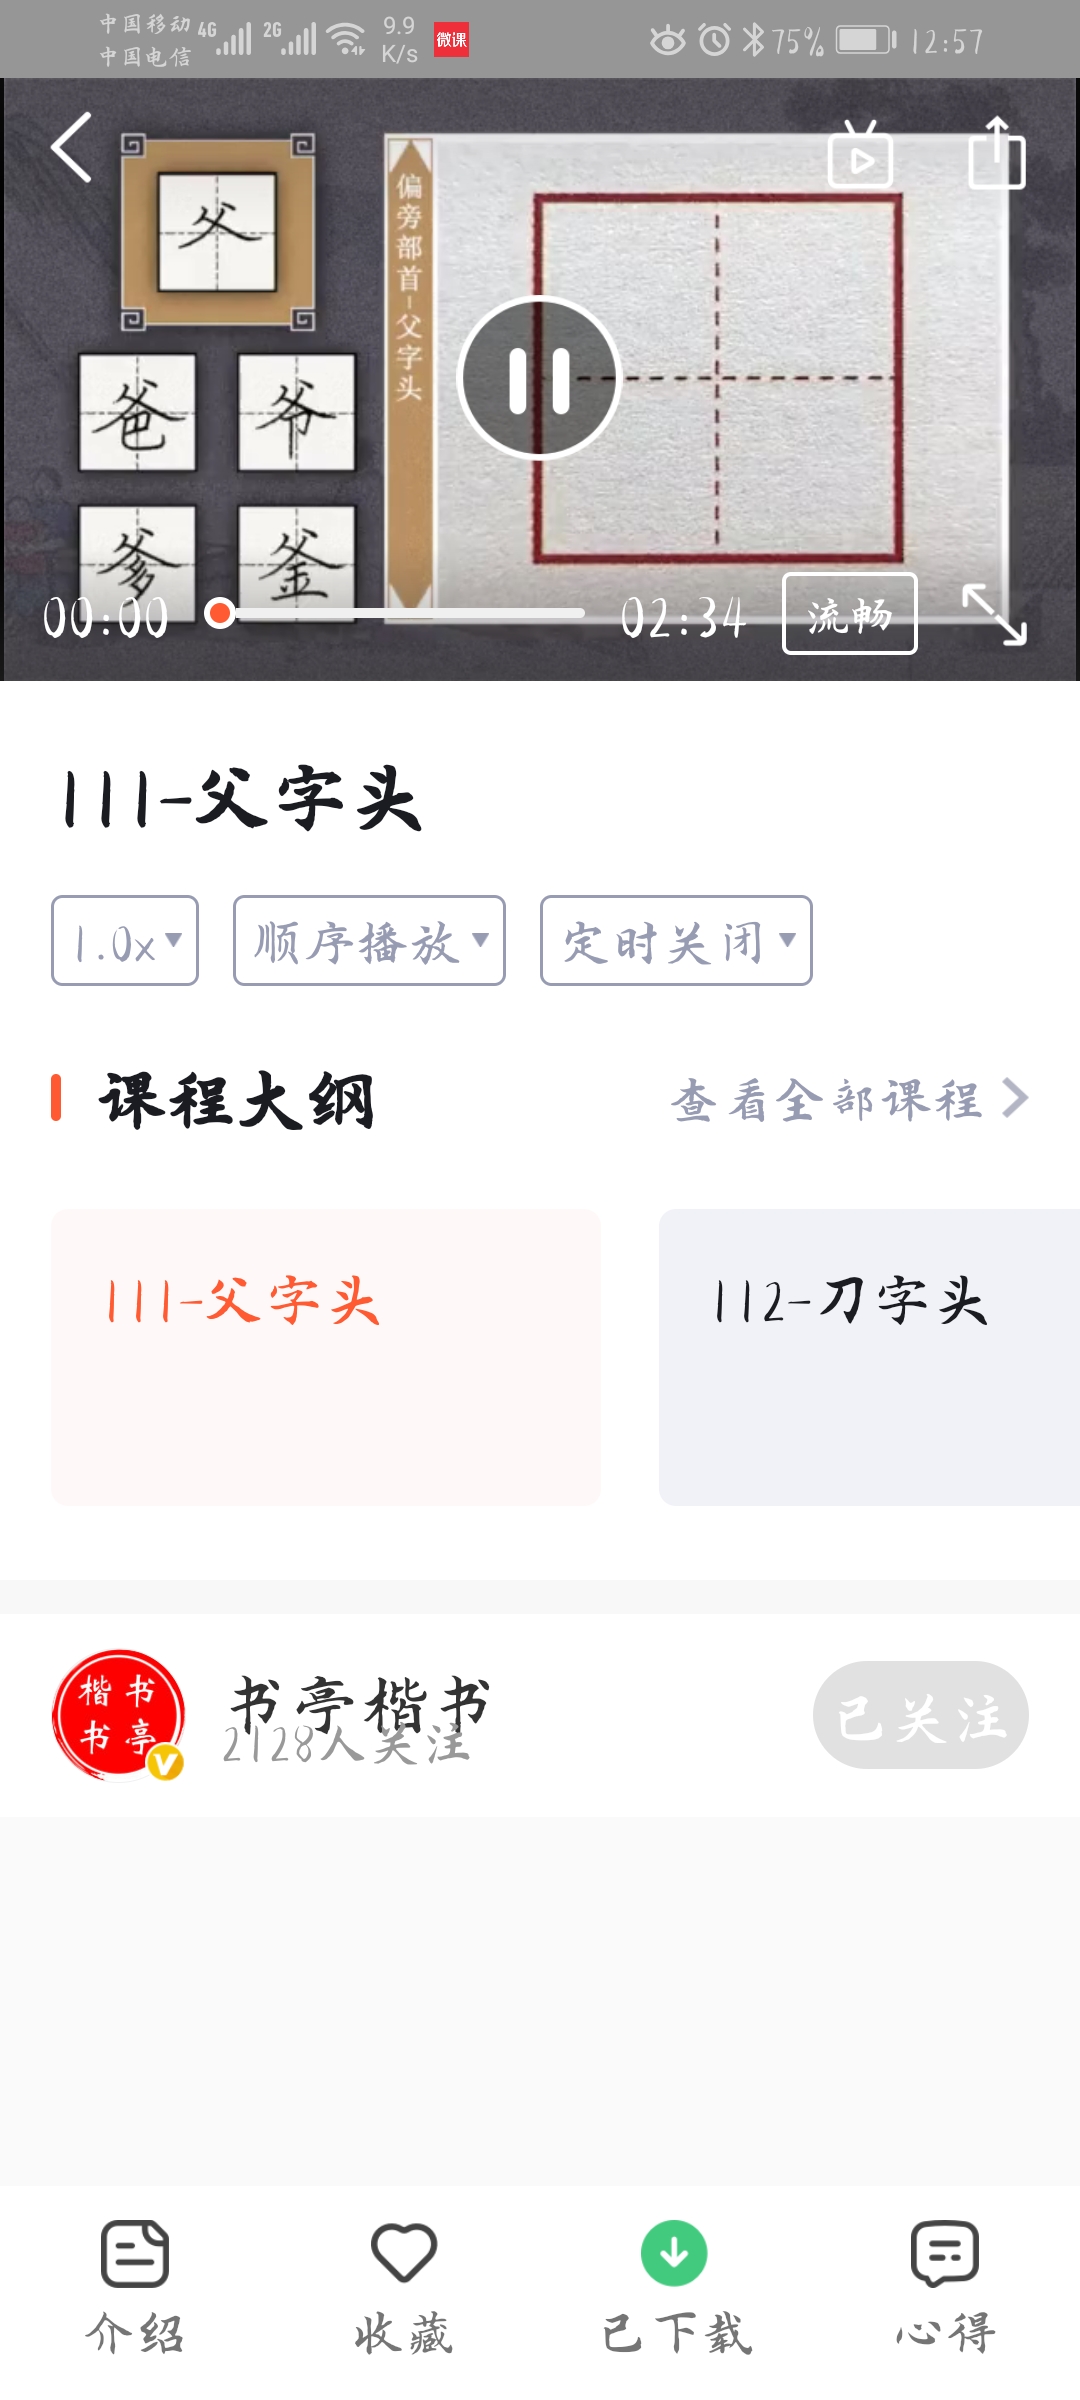 中国移动 4G 2G 9.9 K/s 微课 75% 12:57
中国电信
父
爸 爷
爹 釜
偏旁部首-父字头
00:00 02:34 流畅
111-父字头
1.0x 顺序播放 定时关闭
课程大纲 查看全部课程
111-父字头 112-刀字头
楷书
书亭
书亭楷书
2128人关注
已关注
介绍 收藏 已下载 心得